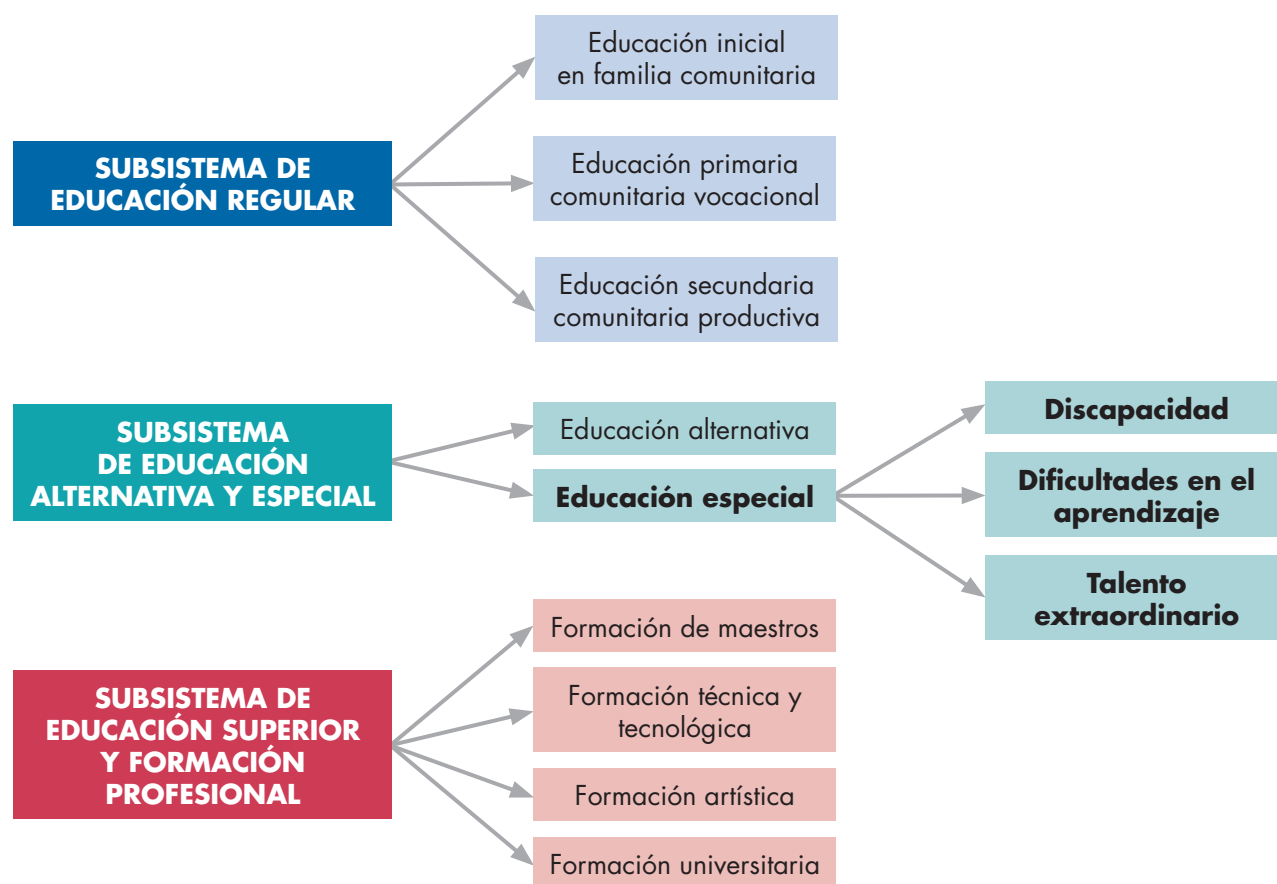 SUBSISTEMA DE
EDUCACIÓN REGULAR
Educación inicial
en familia comunitaria
Educación primaria
comunitaria vocacional
Educación secundaria
comunitaria productiva
SUBSISTEMA
DE EDUCACIÓN
ALTERNATIVA Y ESPECIAL
Educación alternativa
Educación especial
Discapacidad
Dificultades en el
aprendizaje
Talento
extraordinario
SUBSISTEMA DE
EDUCACIÓN SUPERIOR
Y FORMACIÓN
PROFESIONAL
Formación de maestros
Formación técnica y
tecnológica
Formación artística
Formación universitaria